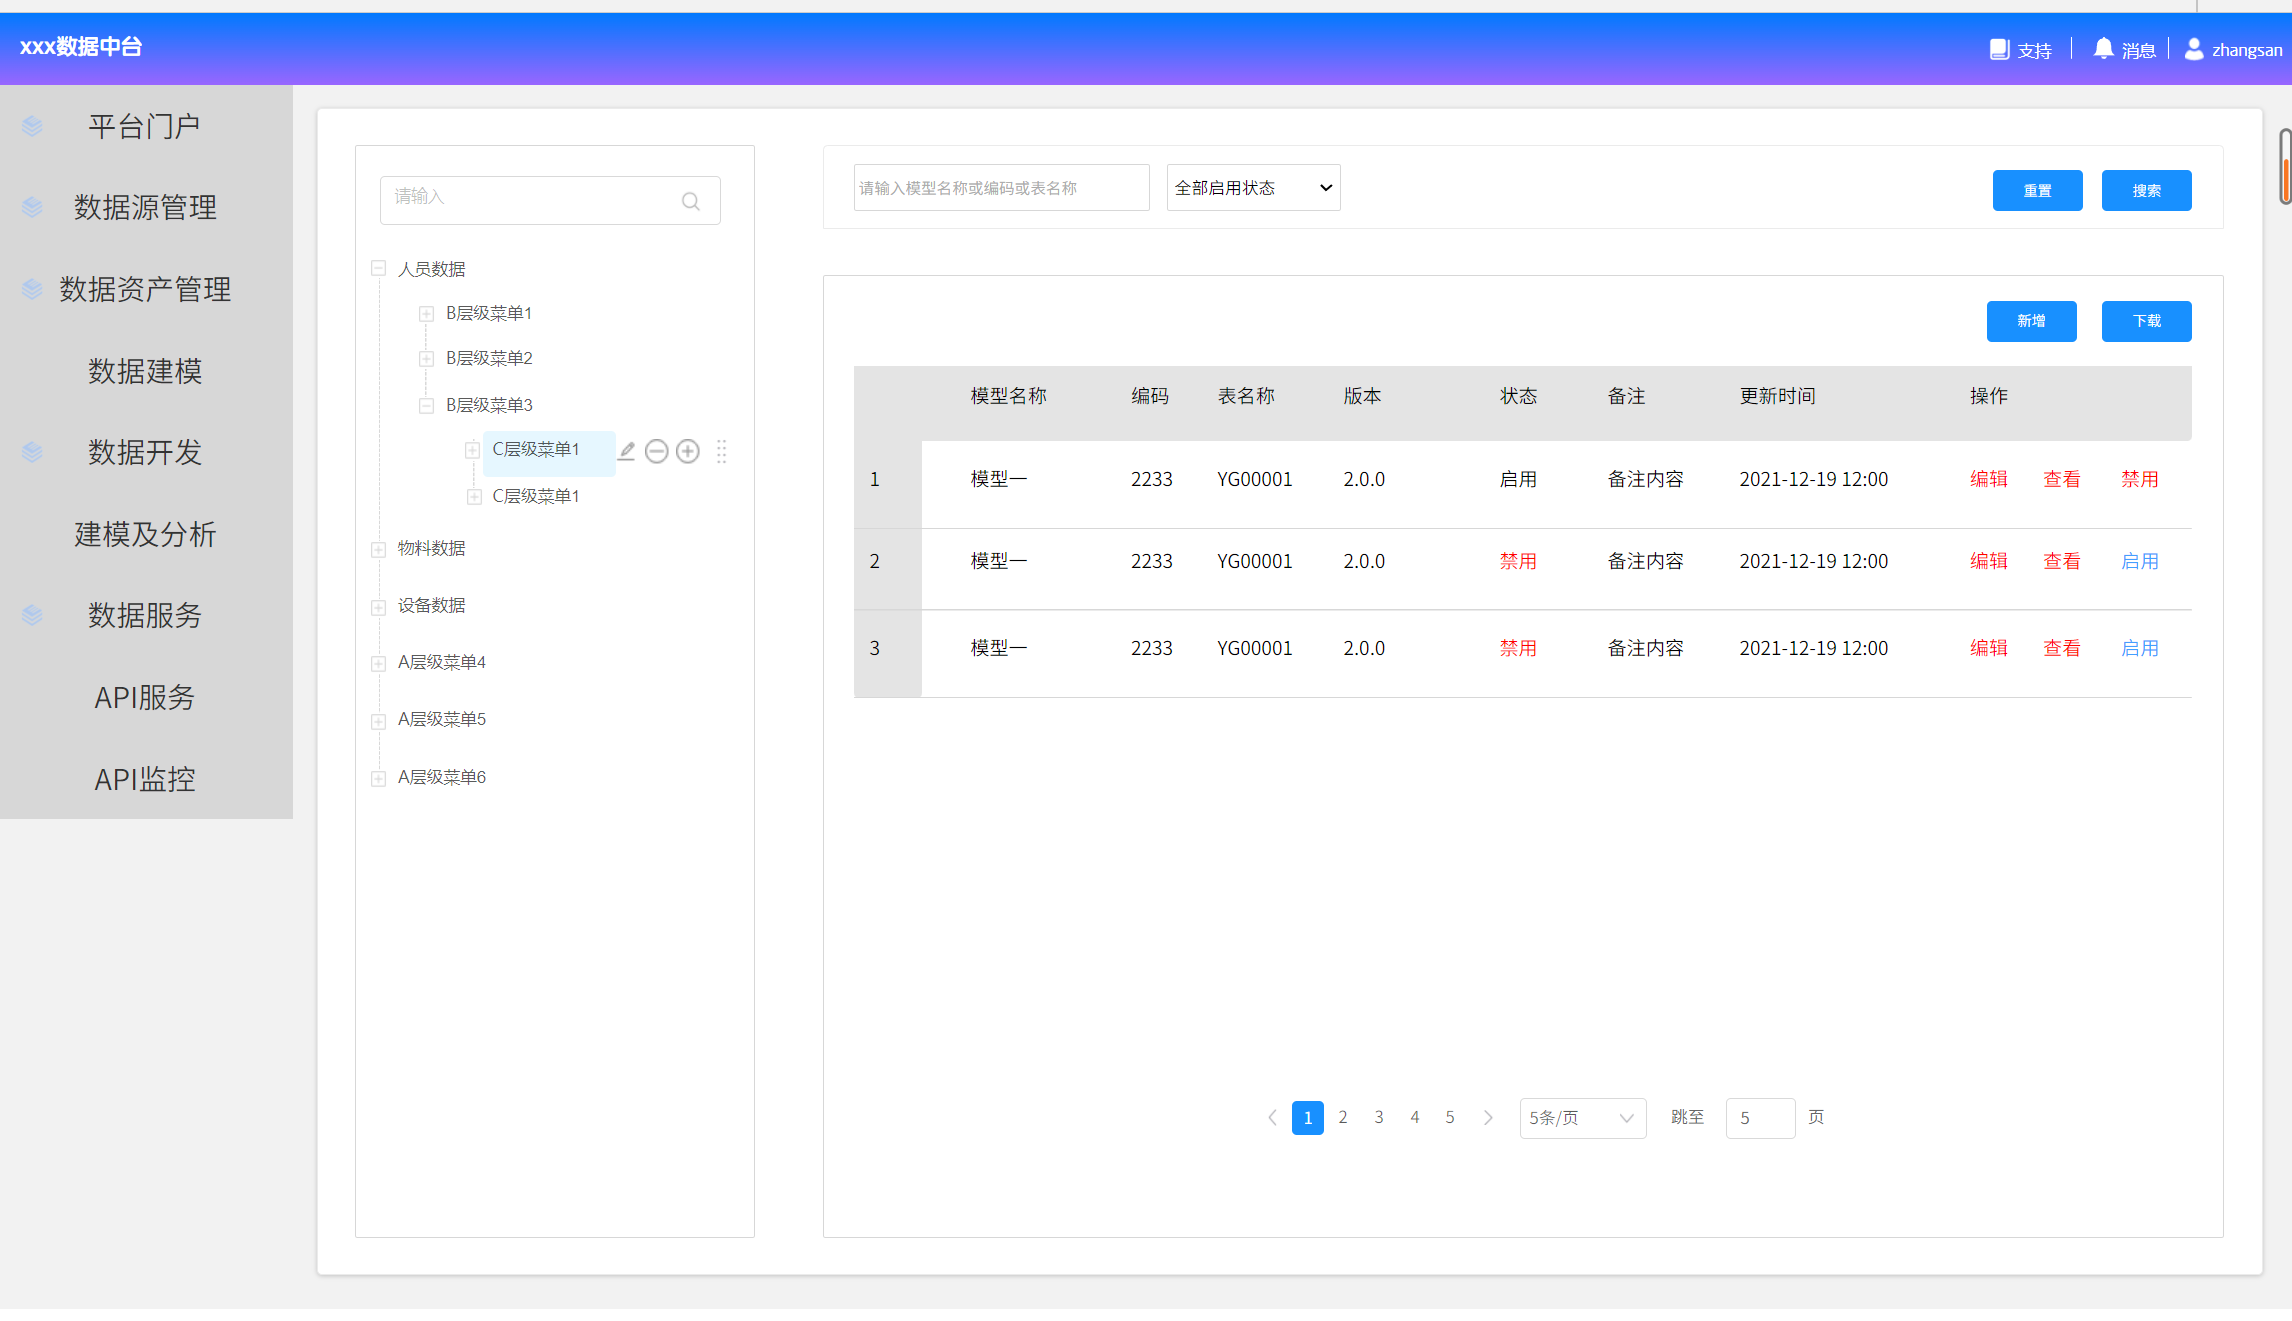 xxx数据中台
支持 消息 zhangsan
平台门户
数据源管理
数据资产管理
数据建模
数据开发
建模及分析
数据服务
API服务
API监控
请输入
人员数据
B层级菜单1
B层级菜单2
B层级菜单3
C层级菜单1
C层级菜单1
物料数据
设备数据
A层级菜单4
A层级菜单5
A层级菜单6
请输入模型名称或编码或表名称 全部启用状态 重置 搜索
新增 下载
模型名称 编码 表名称 版本 状态 备注 更新时间 操作
1 模型一 2233 YG00001 2.0.0 启用 备注内容 2021-12-19 12:00 编辑 查看 禁用
2 模型一 2233 YG00001 2.0.0 禁用 备注内容 2021-12-19 12:00 编辑 查看 启用
3 模型一 2233 YG00001 2.0.0 禁用 备注内容 2021-12-19 12:00 编辑 查看 启用
1 2 3 4 5 5条/页 跳至 5 页